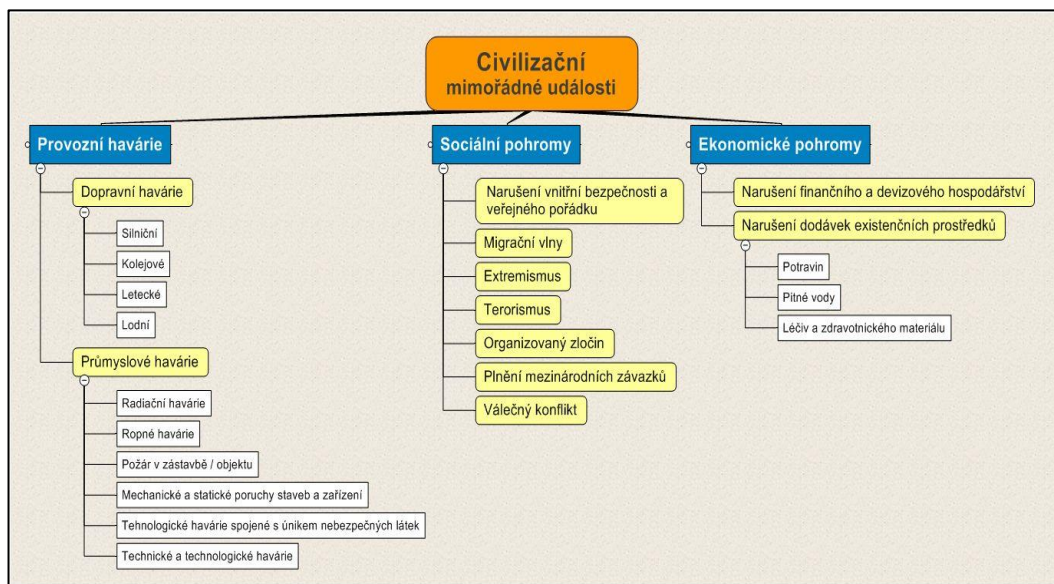 Civilizační
mimořádné události
Provozní havárie
Dopravní havárie
Silniční
Kolejové
Letecké
Lodní
Průmyslové havárie
Radiační havárie
Ropné havárie
Požár v zástavbě / objektu
Mechanické a statické poruchy staveb a zařízení
Tehnologické havárie spojené s únikem nebezpečných látek
Technické a technologické havárie
Sociální pohromy
Narušení vnitřní bezpečnosti a
veřejného pořádku
Migrační vlny
Extremismus
Terorismus
Organizovaný zločin
Plnění mezinárodních závazků
Válečný konflikt
Ekonomické pohromy
Narušení finančního a devizového hospodářství
Narušení dodávek existenčních prostředků
Potravin
Pitné vody
Léčiv a zdravotnického materiálu